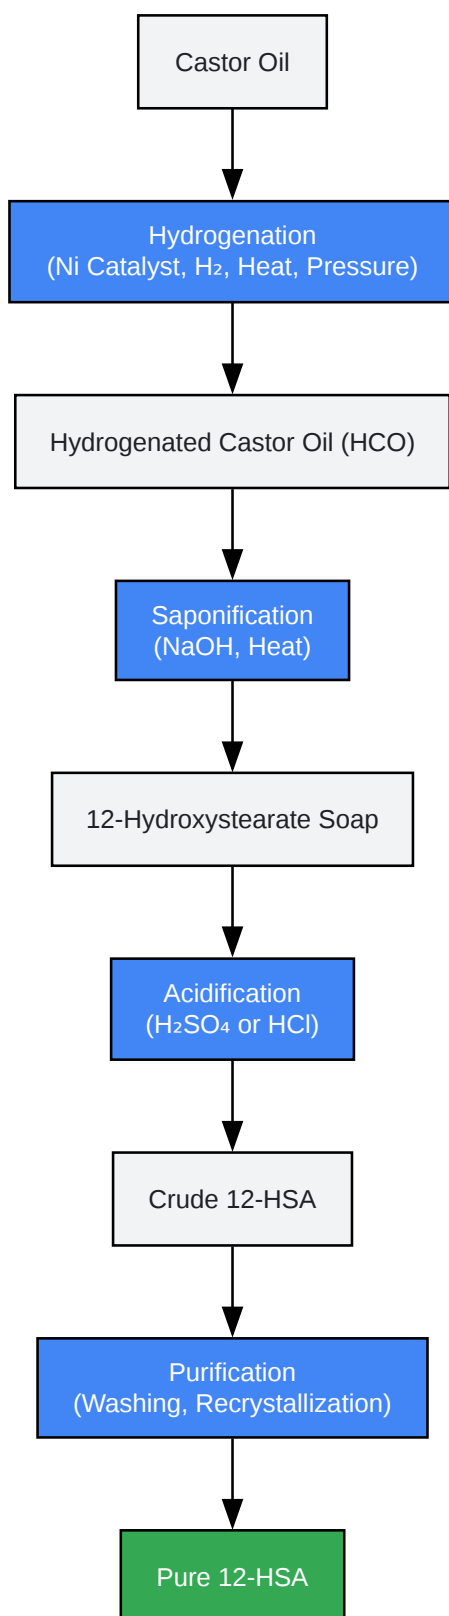 Castor Oil
Hydrogenation
(Ni Catalyst, H₂, Heat, Pressure)
Hydrogenated Castor Oil (HCO)
Saponification
(NaOH, Heat)
12-Hydroxystearate Soap
Acidification
(H₂SO₄ or HCl)
Crude 12-HSA
Purification
(Washing, Recrystallization)
Pure 12-HSA